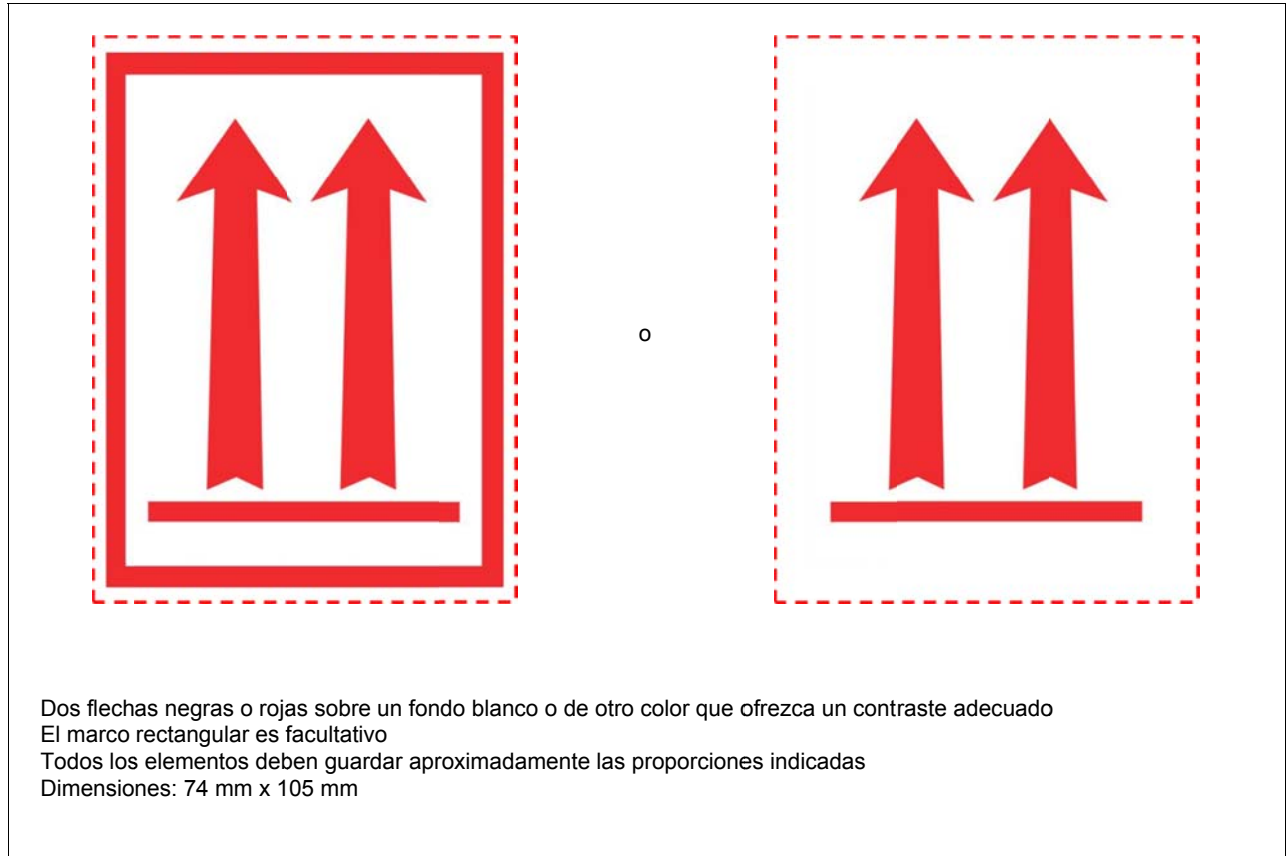 o
Dos flechas negras o rojas sobre un fondo blanco o de otro color que ofrezca un contraste adecuado
El marco rectangular es facultativo
Todos los elementos deben guardar aproximadamente las proporciones indicadas
Dimensiones: 74 mm x 105 mm